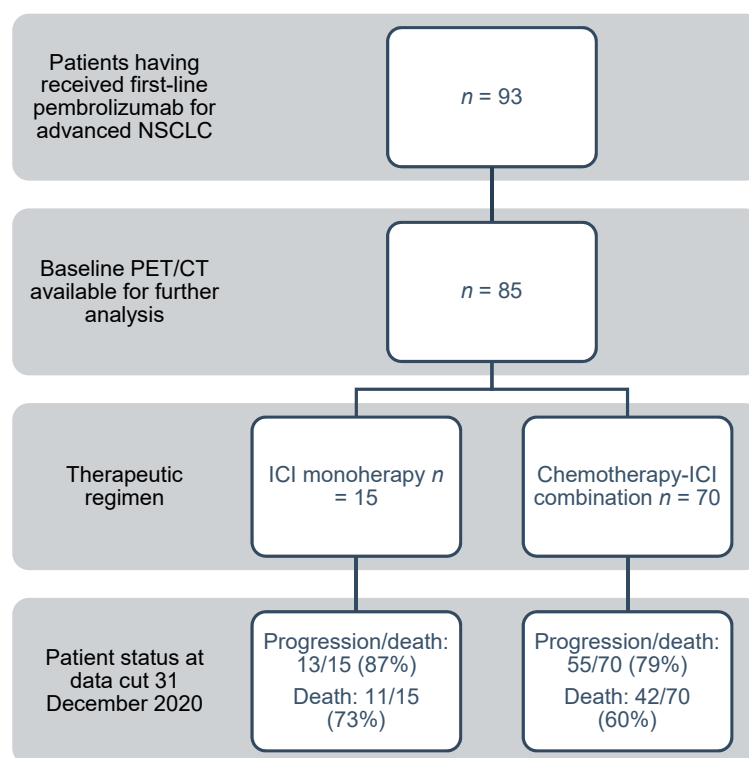 Patients having
received first-line
pembrolizumab for
advanced NSCLC
n = 93
Baseline PET/CT
available for further
analysis
n = 85
Therapeutic
regimen
ICI monoherapy n
= 15
Chemotherapy-ICI
combination n = 70
Patient status at
data cut 31
December 2020
Progression/death:
13/15 (87%)
Death: 11/15
(73%)
Progression/death:
55/70 (79%)
Death: 42/70
(60%)